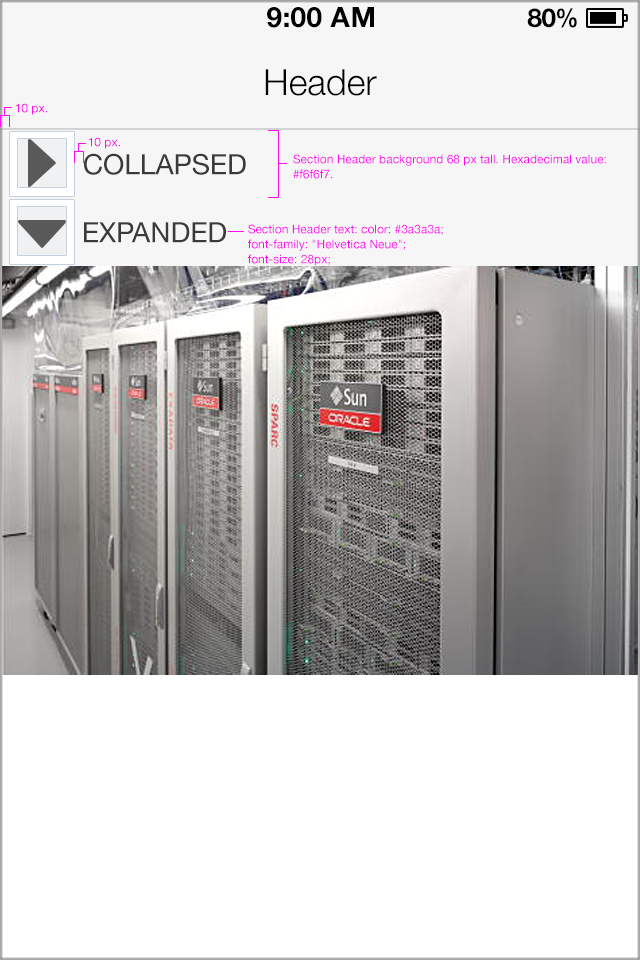 9:00 AM
80%
Header
10 px.
10 px.
COLLAPSED
Section Header background 68 px tall. Hexadecimal value:
#f6f6f7.
EXPANDED
Section Header text: color: #3a3a3a;
font-family: "Helvetica Neue";
font-size: 28px;
Sun
ORACLE
Sun
ORACLE
SPARC